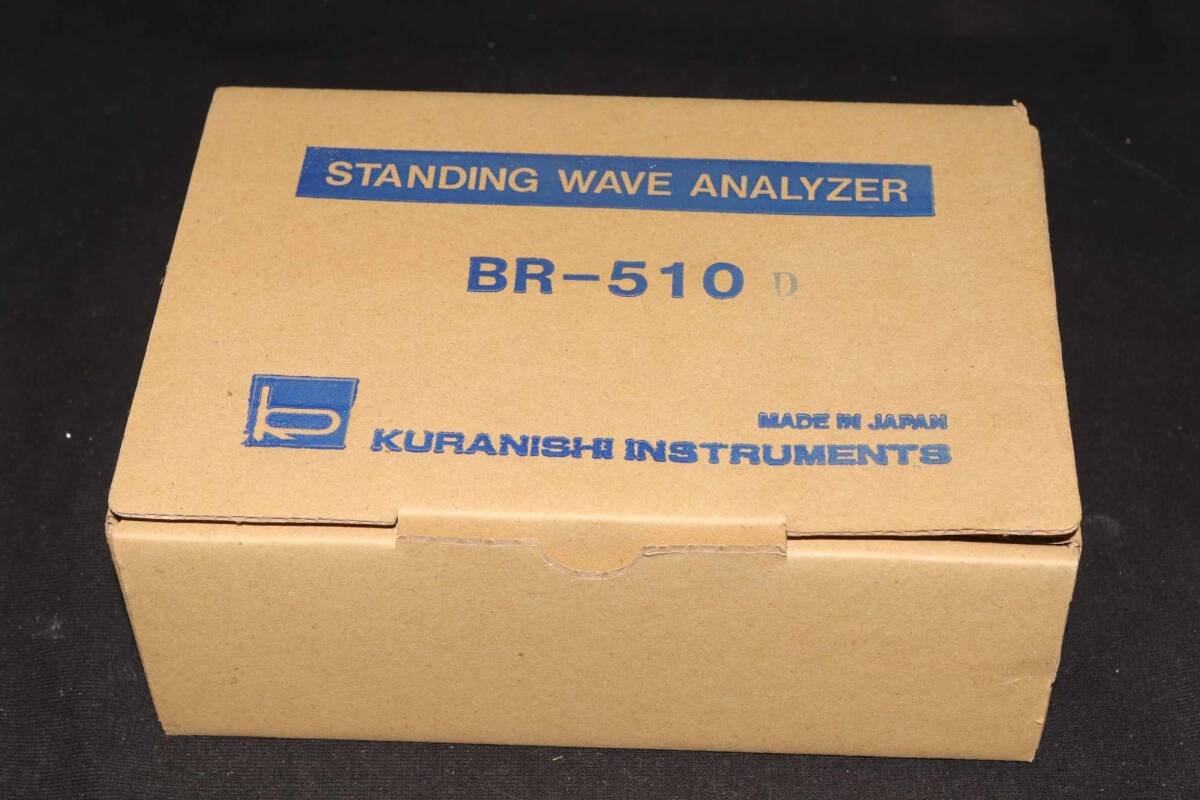 STANDING WAVE ANALYZER
BR-510 D
MADE IN JAPAN
KURANISHI INSTRUMENTS